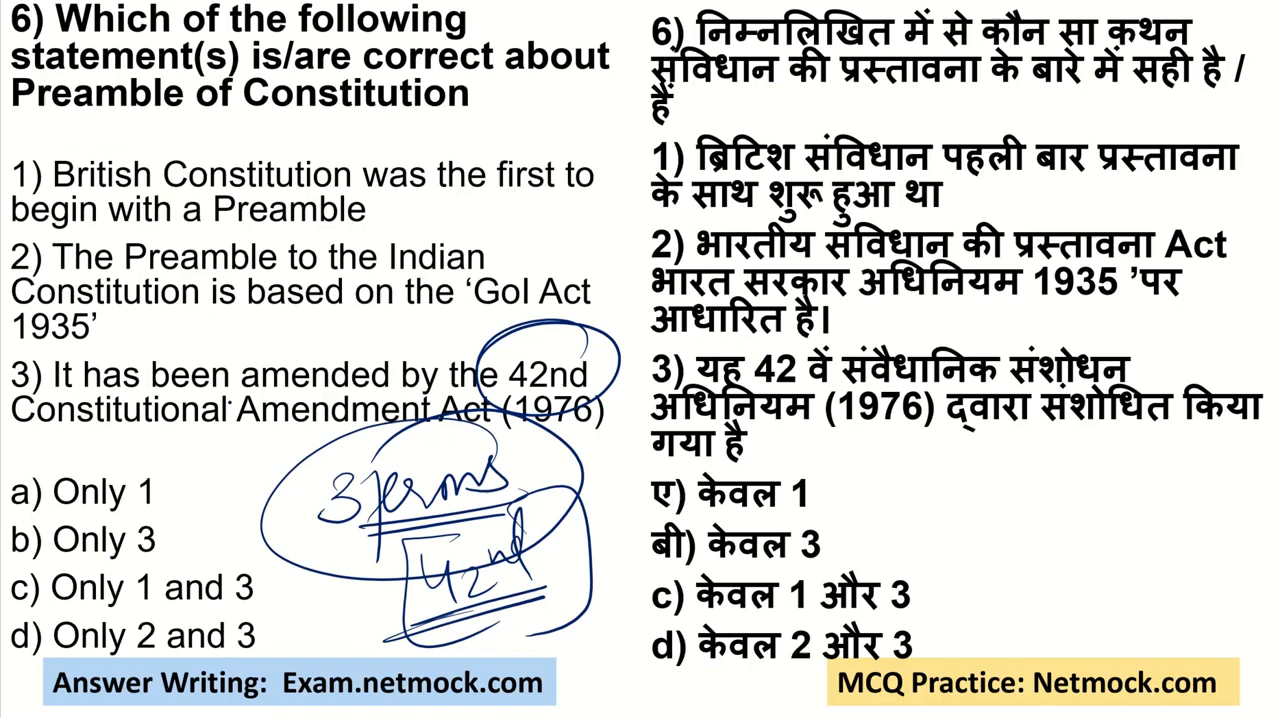 6) Which of the following
statement(s) is/are correct about
Preamble of Constitution
1) British Constitution was the first to
begin with a Preamble
2) The Preamble to the Indian
Constitution is based on the ‘GoI Act
1935’
3) It has been amended by the 42nd
Constitutional Amendment Act (1976)
a) Only 1
b) Only 3
c) Only 1 and 3
d) Only 2 and 3
3 terms
42nd
Answer Writing: Exam.netmock.com
6) निम्नलिखित में से कौन सा कथन
संविधान की प्रस्तावना के बारे में सही है /
हैं
1) ब्रिटिश संविधान पहली बार प्रस्तावना
के साथ शुरू हुआ था
2) भारतीय संविधान की प्रस्तावना Act
भारत सरकार अधिनियम 1935 ’पर
आधारित है।
3) यह 42 वें संवैधानिक संशोधन
अधिनियम (1976) द्वारा संशोधित किया
गया है
ए) केवल 1
बी) केवल 3
c) केवल 1 और 3
d) केवल 2 और 3
MCQ Practice: Netmock.com